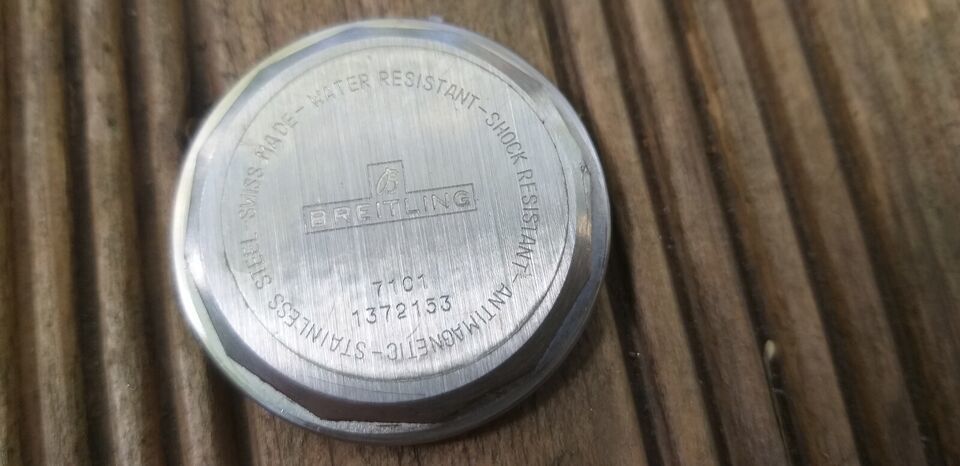 STAINLESS STEEL SWISS MADE - WATER RESISTANT - SHOCK RESISTANT - ANTIMAGNETIC -
B
BREITLING
7101
1372153